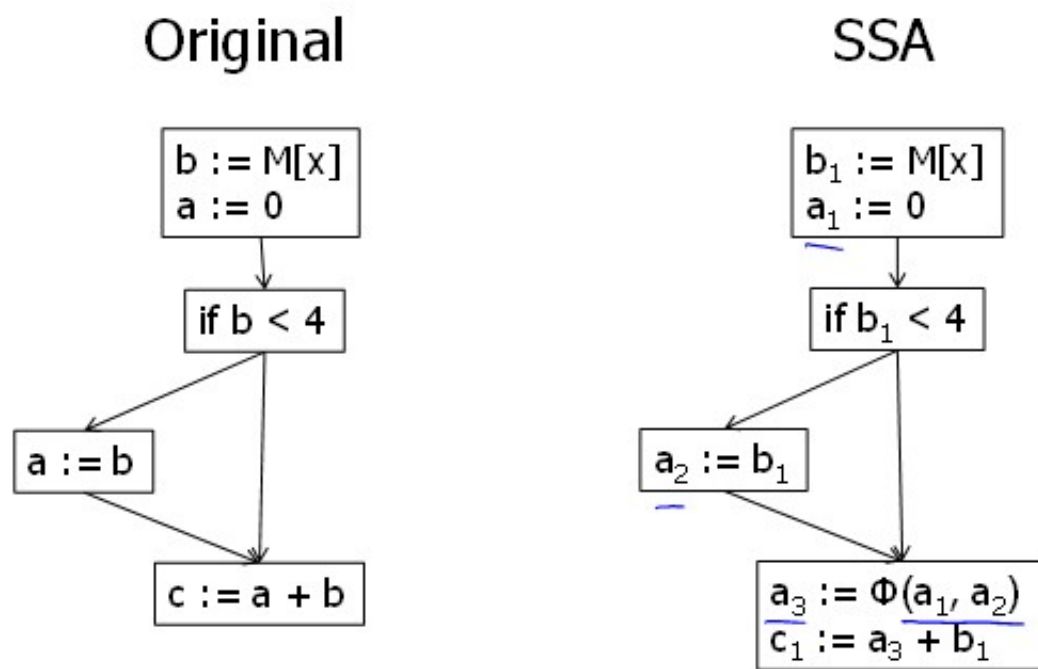 Original
b := M[x]
a := 0
if b < 4
a := b
c := a + b
SSA
b₁ := M[x]
a₁ := 0
if b₁ < 4
a₂ := b₁
a₃ := Φ(a₁, a₂)
c₁ := a₃ + b₁